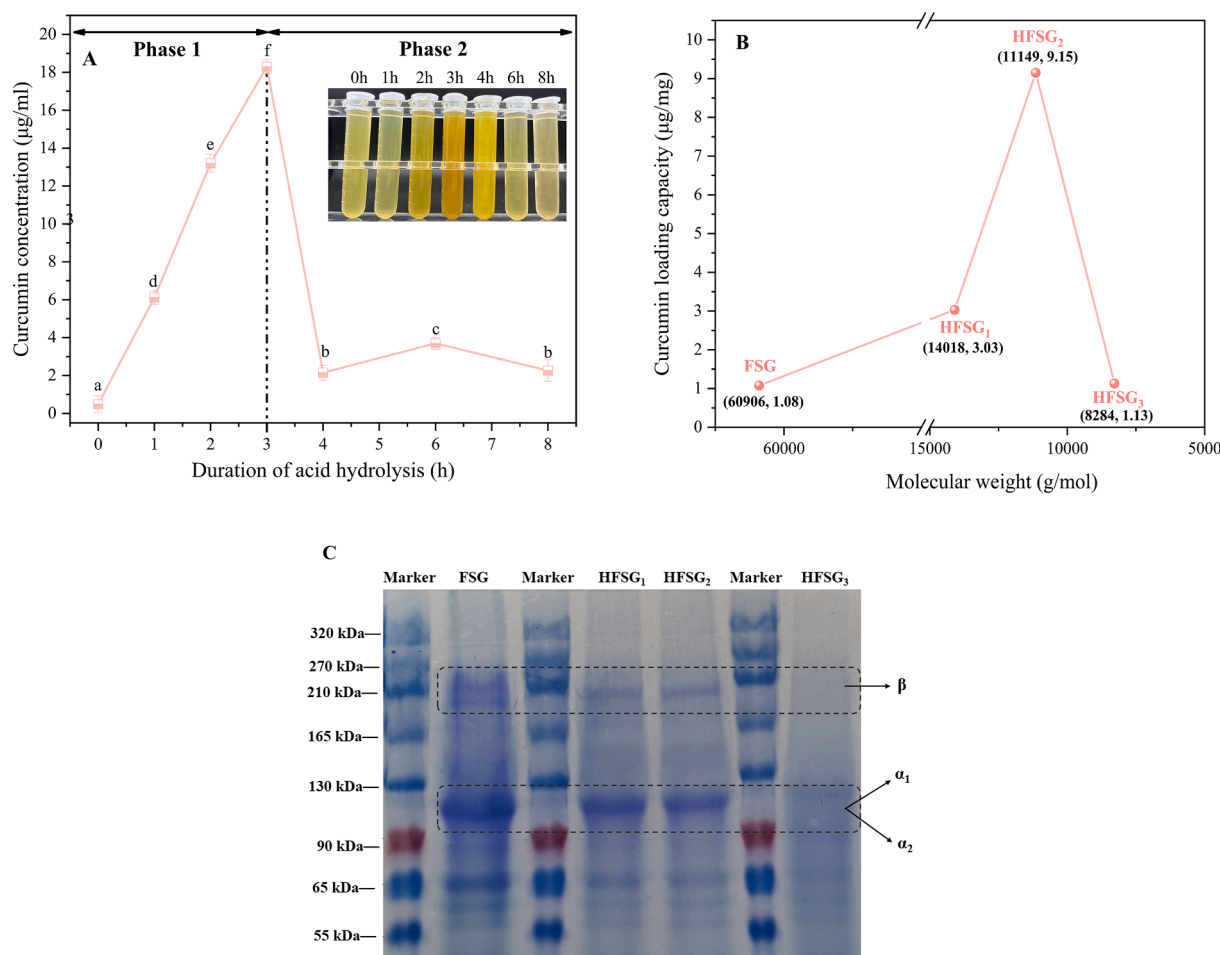 A
Phase 1
Phase 2
0h 1h 2h 3h 4h 6h 8h
Curcumin concentration (μg/ml)
20
18
16
14
12
10
8
6
4
2
0
3
a
d
e
f
b
c
b
0 1 2 3 4 5 6 7 8
Duration of acid hydrolysis (h)
B
Curcumin loading capacity (μg/mg)
10
9
8
7
6
5
4
3
2
1
0
HFSG₂
(11149, 9.15)
HFSG₁
(14018, 3.03)
FSG
(60906, 1.08)
HFSG₃
(8284, 1.13)
60000 15000 10000 5000
Molecular weight (g/mol)
C
Marker FSG Marker HFSG₁ HFSG₂ Marker HFSG₃
320 kDa
270 kDa
210 kDa
165 kDa
130 kDa
90 kDa
65 kDa
55 kDa
β
α₁
α₂